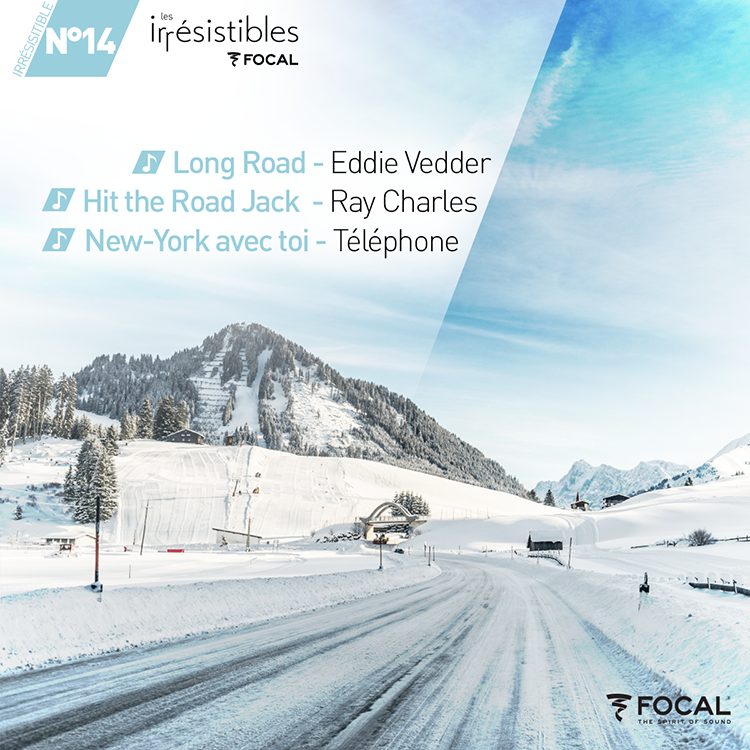 IRRÉSISTIBLE
Nº14
les
irrésistibles
FOCAL
Long Road - Eddie Vedder
Hit the Road Jack - Ray Charles
New-York avec toi - Téléphone
FOCAL®
THE SPIRIT OF SOUND